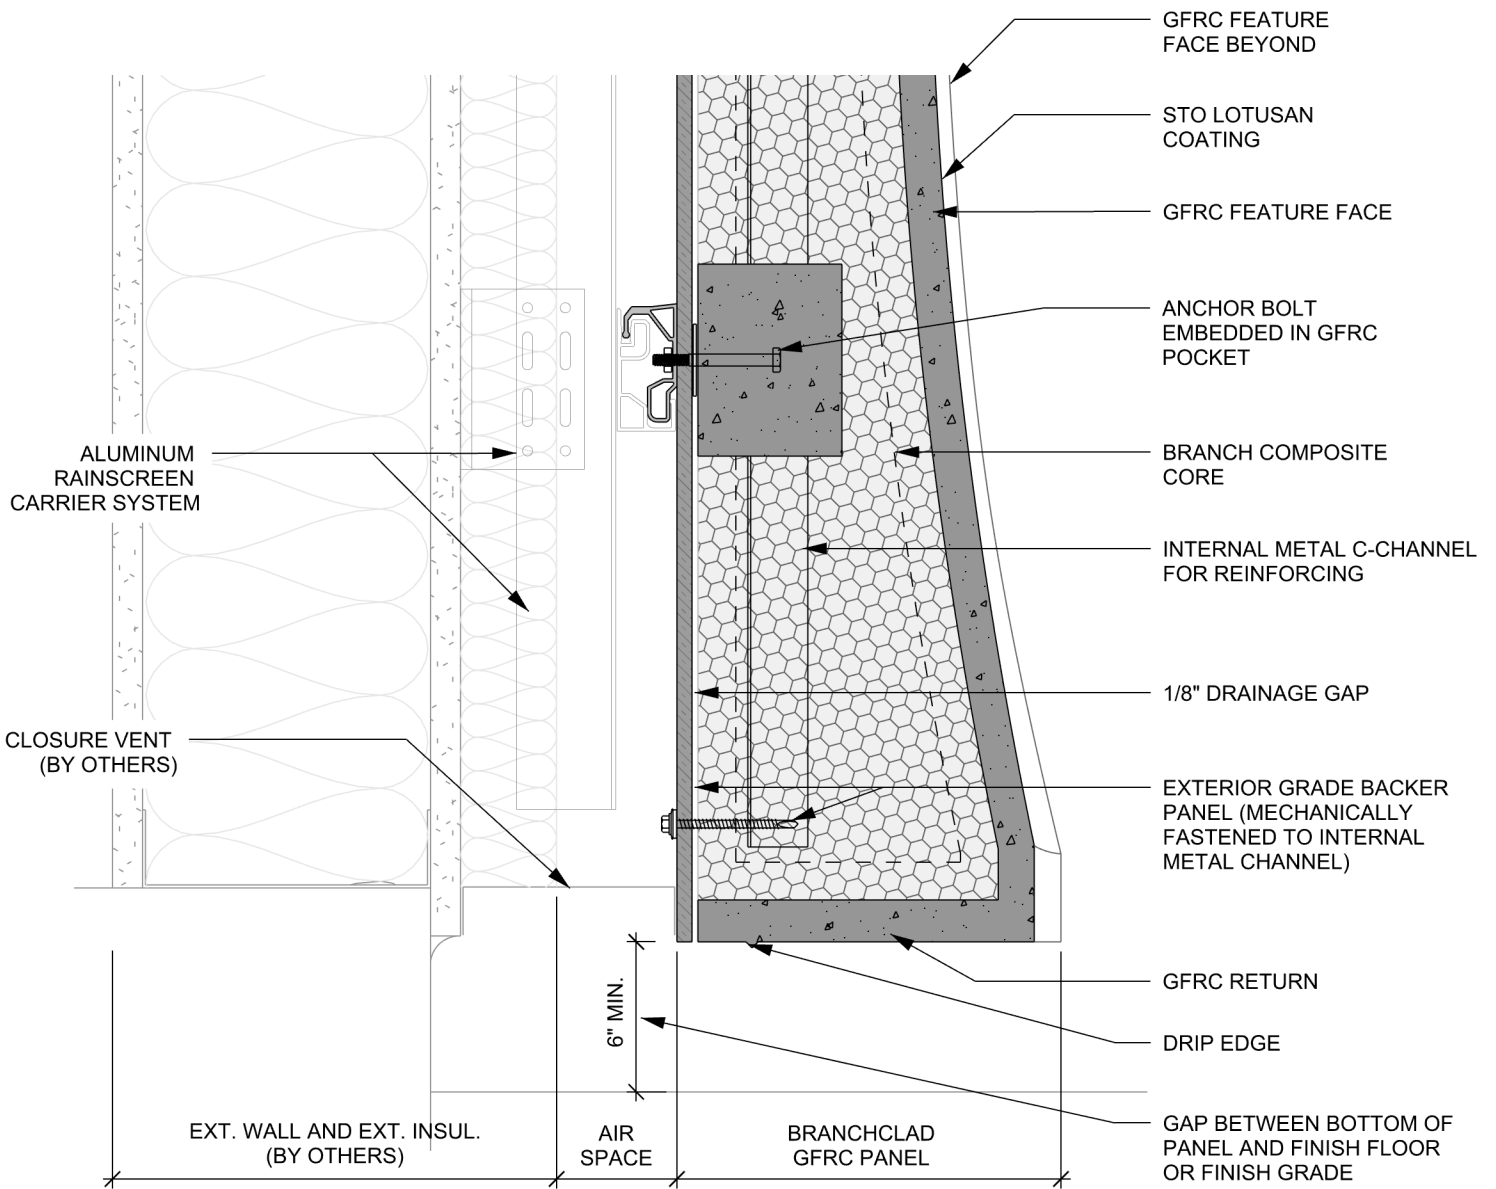 GFRC FEATURE
FACE BEYOND
STO LOTUSAN
COATING
GFRC FEATURE FACE
ANCHOR BOLT
EMBEDDED IN GFRC
POCKET
ALUMINUM
RAINSCREEN
CARRIER SYSTEM
BRANCH COMPOSITE
CORE
INTERNAL METAL C-CHANNEL
FOR REINFORCING
1/8" DRAINAGE GAP
CLOSURE VENT
(BY OTHERS)
EXTERIOR GRADE BACKER
PANEL (MECHANICALLY
FASTENED TO INTERNAL
METAL CHANNEL)
GFRC RETURN
6" MIN.
DRIP EDGE
GAP BETWEEN BOTTOM OF
PANEL AND FINISH FLOOR
OR FINISH GRADE
EXT. WALL AND EXT. INSUL.
(BY OTHERS)
AIR
SPACE
BRANCHCLAD
GFRC PANEL